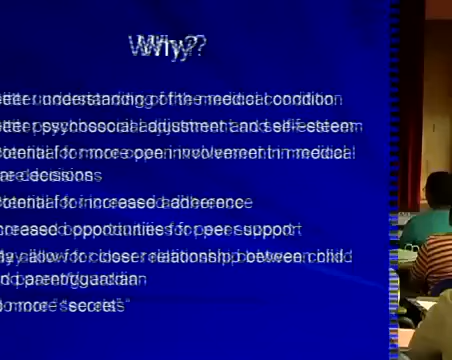 Why??
etter understanding of the medical condition
etter psychosocial adjustment and self-esteem
otential for more open involvement in medical
are decisions
otential for increased adherence
creased opportunities for peer support
ay allow for closer relationship between child
nd parent/guardian
o more "secrets"